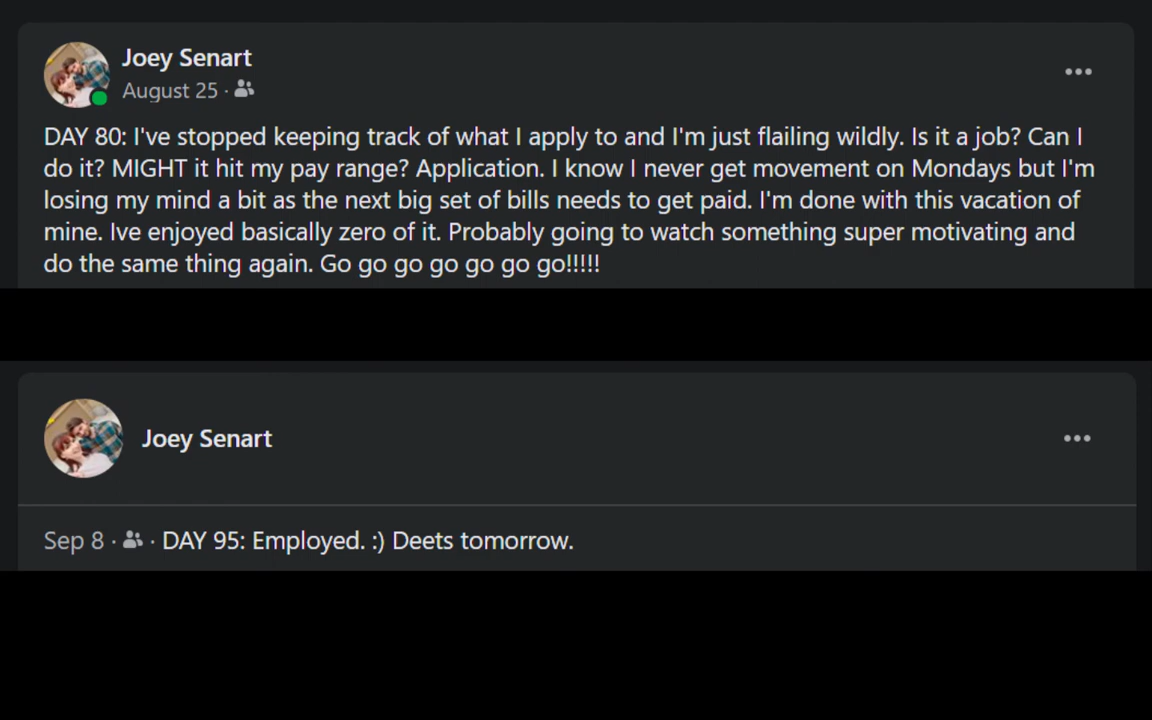 Joey Senart
August 25 ·
DAY 80: I've stopped keeping track of what I apply to and I'm just flailing wildly. Is it a job? Can I
do it? MIGHT it hit my pay range? Application. I know I never get movement on Mondays but I'm
losing my mind a bit as the next big set of bills needs to get paid. I'm done with this vacation of
mine. Ive enjoyed basically zero of it. Probably going to watch something super motivating and
do the same thing again. Go go go go go go go!!!!!
Joey Senart
Sep 8 · · DAY 95: Employed. :) Deets tomorrow.